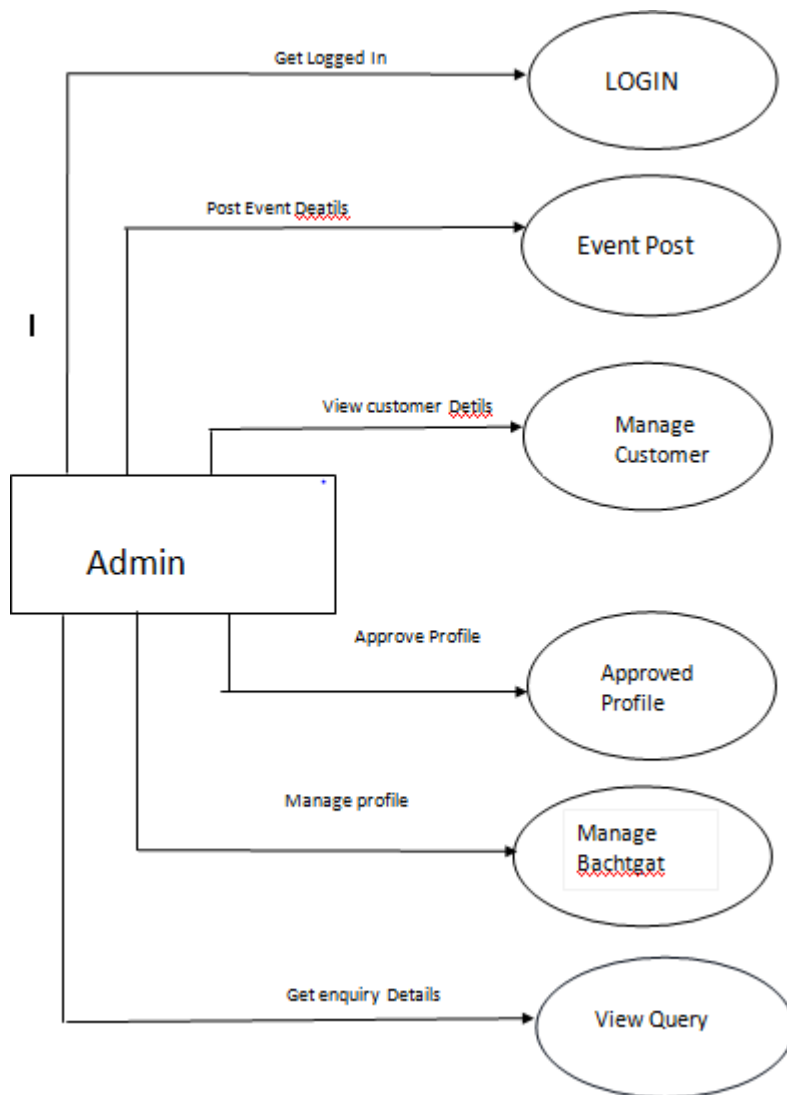 Get Logged In
LOGIN
Post Event Deatils
Event Post
View customer Detils
Manage
Customer
Admin
Approve Profile
Approved
Profile
Manage profile
Manage
Bachtgat
Get enquiry Details
View Query